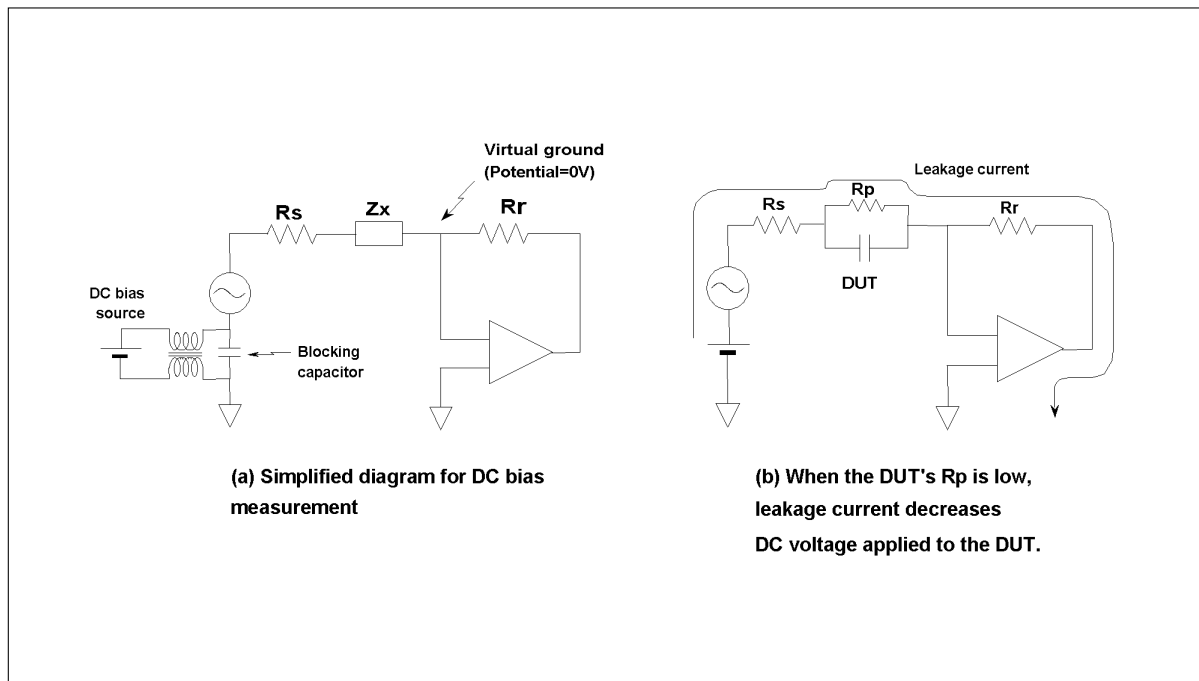 Virtual ground
(Potential=0V)
Rs
Zx
Rr
DC bias
source
Blocking
capacitor
(a) Simplified diagram for DC bias
measurement
Leakage current
Rp
Rs
Rr
DUT
(b) When the DUT's Rp is low,
leakage current decreases
DC voltage applied to the DUT.